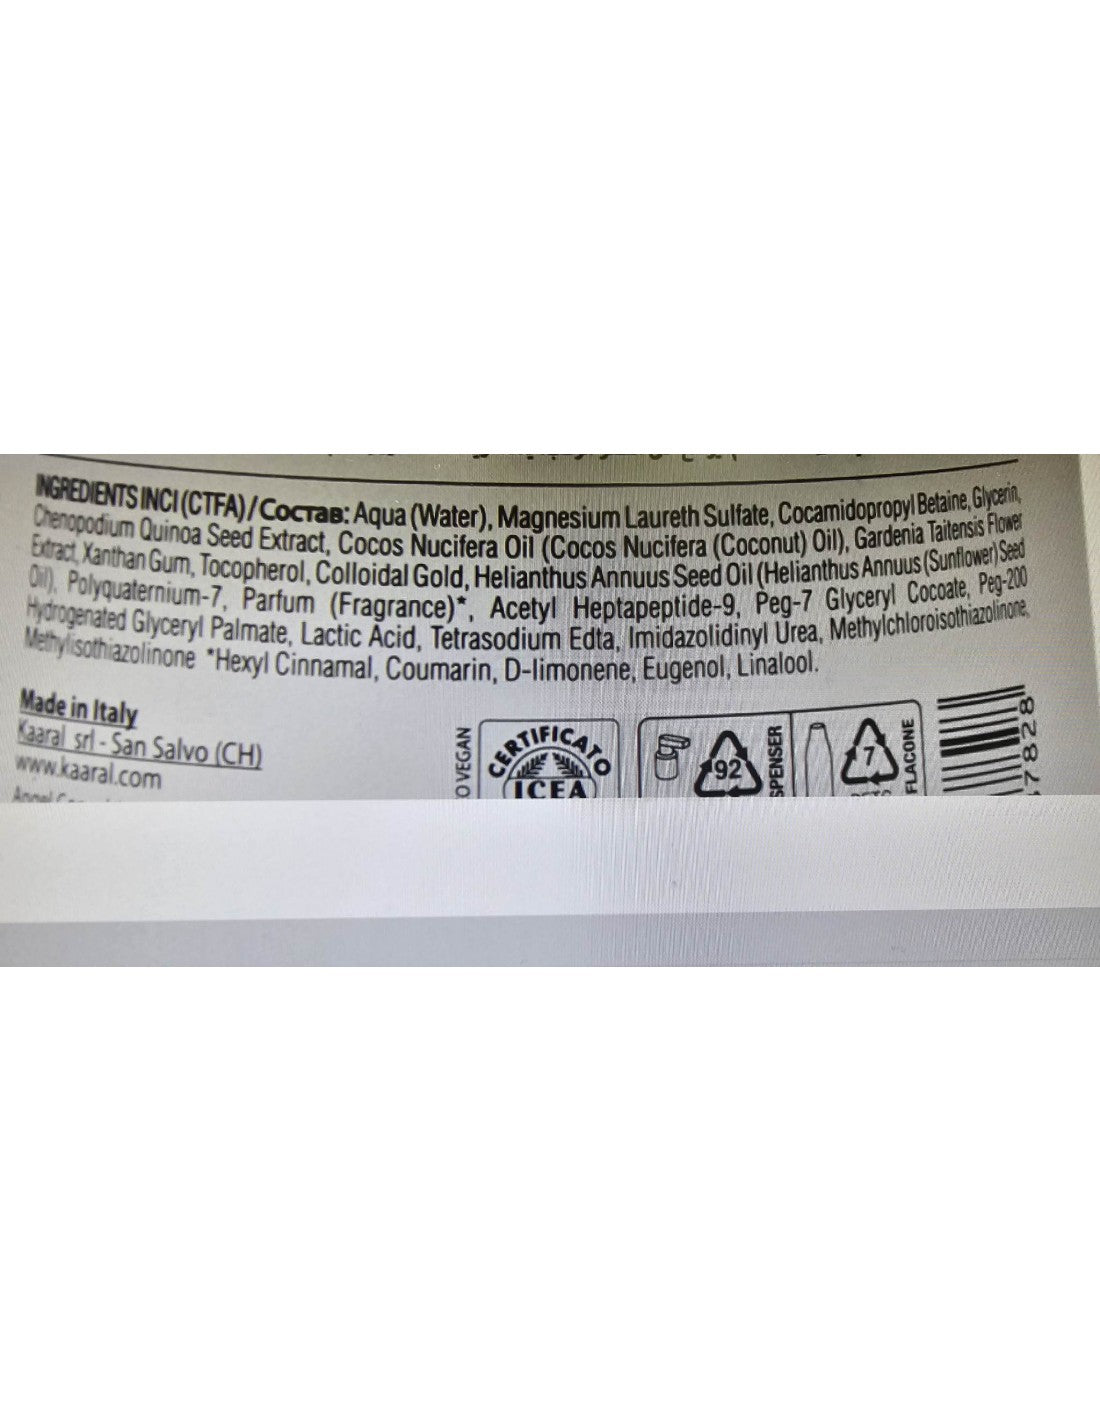 INGREDIENTS INCI (CTFA) / Состав: Aqua (Water), Magnesium Laureth Sulfate, Cocamidopropyl Betaine, Glycerin,
Chenopodium Quinoa Seed Extract, Cocos Nucifera Oil (Cocos Nucifera (Coconut) Oil), Gardenia Taitensis Flower
Extract, Xanthan Gum, Tocopherol, Colloidal Gold, Helianthus Annuus Seed Oil (Helianthus Annuus (Sunflower) Seed
Oil), Polyquaternium-7, Parfum (Fragrance)*, Acetyl Heptapeptide-9, Peg-7 Glyceryl Cocoate, Peg-200
Hydrogenated Glyceryl Palmate, Lactic Acid, Tetrasodium Edta, Imidazolidinyl Urea, Methylchloroisothiazolinone,
Methylisothiazolinone *Hexyl Cinnamal, Coumarin, D-limonene, Eugenol, Linalool.
Made in Italy
Kaaral srl - San Salvo (CH)
www.kaaral.com
O VEGAN
CERTIFICATO
ICEA
92
SPENSER
7
FLACONE
7828